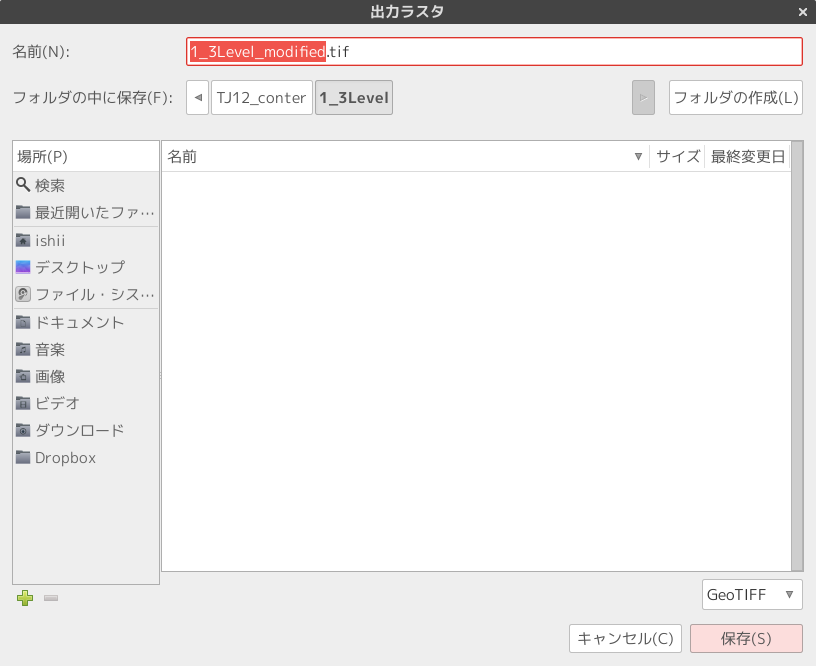 出力ラスタ
名前(N):
1_3Level_modified.tif
フォルダの中に保存(F):
TJ12_conter
1_3Level
フォルダの作成(L)
場所(P)
検索
最近開いたファ…
ishii
デスクトップ
ファイル・シス…
ドキュメント
音楽
画像
ビデオ
ダウンロード
Dropbox
名前 サイズ 最終変更日
GeoTIFF
キャンセル(C)
保存(S)